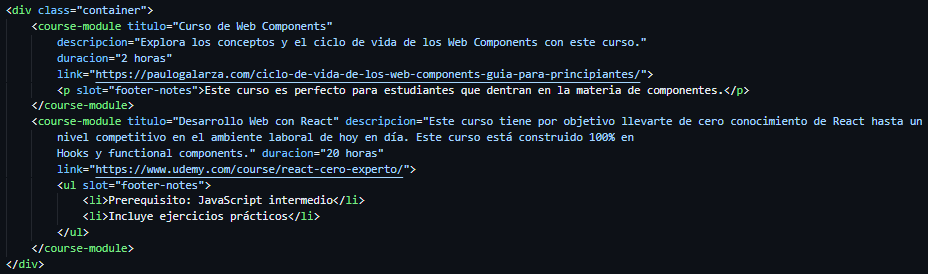 <div class="container">
    <course-module titulo="Curso de Web Components"
        descripcion="Explora los conceptos y el ciclo de vida de los Web Components con este curso."
        duracion="2 horas"
        link="https://paulogalarza.com/ciclo-de-vida-de-los-web-components-guia-para-principiantes/">
        <p slot="footer-notes">Este curso es perfecto para estudiantes que dentran en la materia de componentes.</p>
    </course-module>
    <course-module titulo="Desarrollo Web con React" descripcion="Este curso tiene por objetivo llevarte de cero conocimiento de React hasta un
        nivel competitivo en el ambiente laboral de hoy en día. Este curso está construido 100% en
        Hooks y functional components." duracion="20 horas"
        link="https://www.udemy.com/course/react-cero-experto/">
        <ul slot="footer-notes">
            <li>Prerequisito: JavaScript intermedio</li>
            <li>Incluye ejercicios prácticos</li>
        </ul>
    </course-module>
</div>